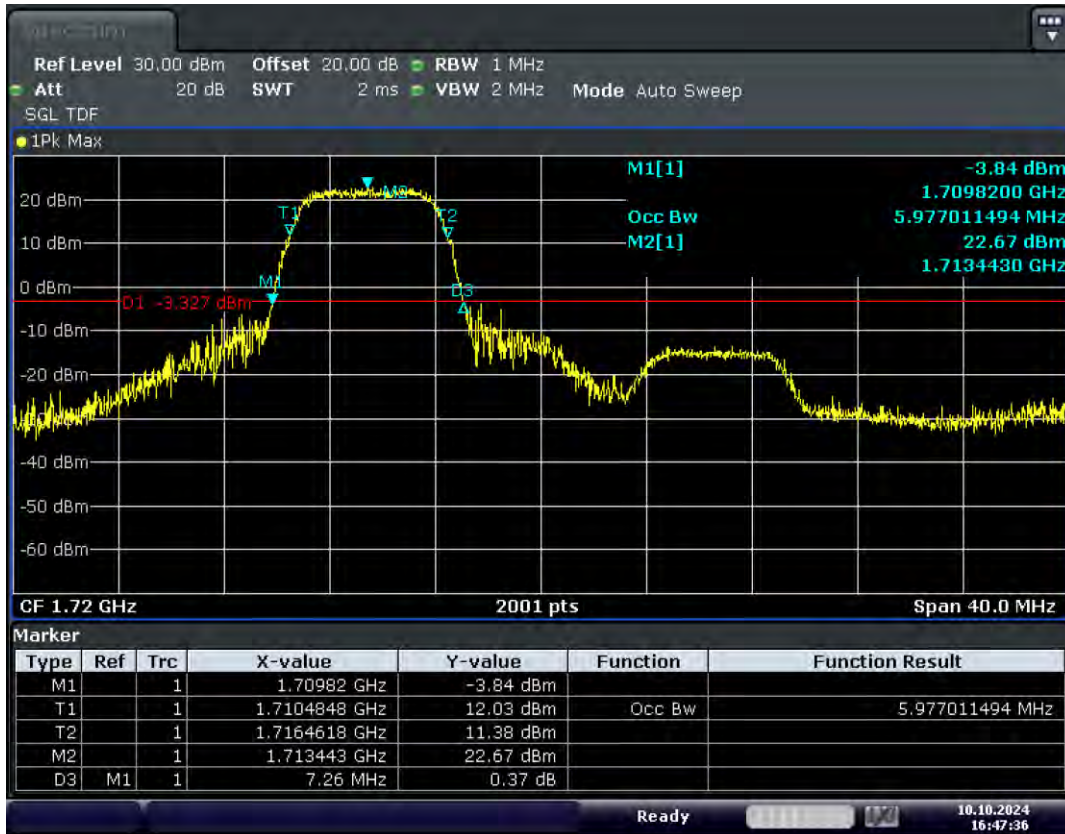 Spectrum
Ref Level 30.00 dBm Offset 20.00 dB RBW 1 MHz
Att 20 dB SWT 2 ms VBW 2 MHz Mode Auto Sweep
SGL TDF
1Pk Max
M1[1] -3.84 dBm
1.7098200 GHz
Occ Bw 5.977011494 MHz
M2[1] 22.67 dBm
1.7134430 GHz
20 dBm
M2
T1 T2
10 dBm
0 dBm
M1
D3
D1 -3.327 dBm
-10 dBm
-20 dBm
-40 dBm
-50 dBm
-60 dBm
CF 1.72 GHz 2001 pts Span 40.0 MHz
Marker
Type Ref Trc X-value Y-value Function Function Result
M1 1 1.70982 GHz -3.84 dBm
T1 1 1.7104848 GHz 12.03 dBm Occ Bw 5.977011494 MHz
T2 1 1.7164618 GHz 11.38 dBm
M2 1 1.713443 GHz 22.67 dBm
D3 M1 1 7.26 MHz 0.37 dB
Ready 10.10.2024
16:47:36